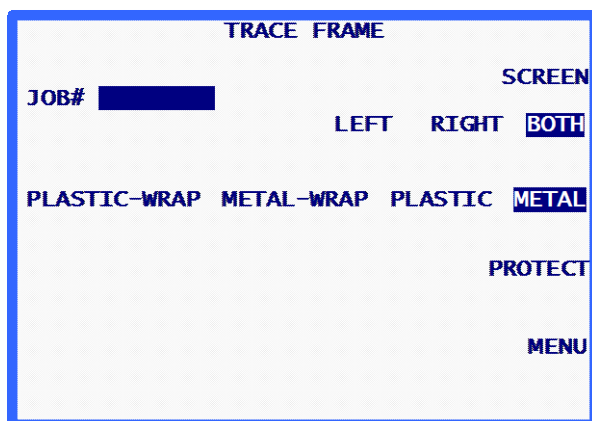 TRACE FRAME
SCREEN
JOB#
LEFT RIGHT BOTH
PLASTIC-WRAP METAL-WRAP PLASTIC METAL
PROTECT
MENU